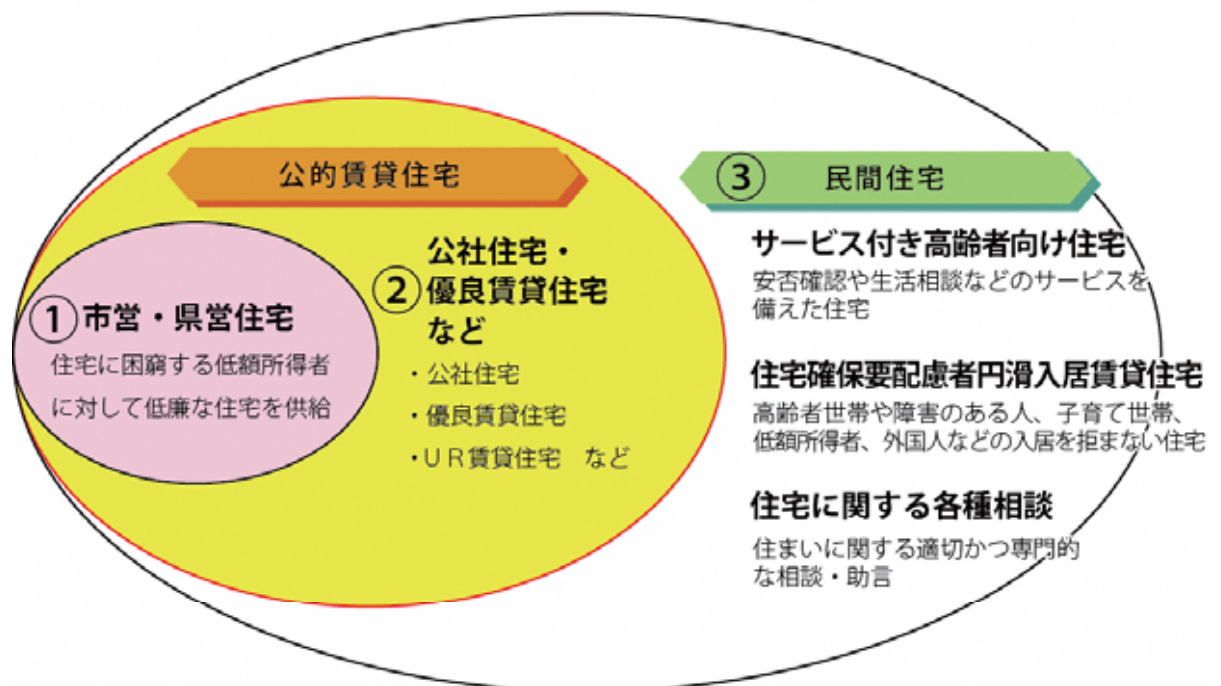 公的賃貸住宅
①市営・県営住宅
住宅に困窮する低額所得者
に対して低廉な住宅を供給
②
公社住宅・
優良賃貸住宅
など
・公社住宅
・優良賃貸住宅
・UR賃貸住宅　など
③ 民間住宅
サービス付き高齢者向け住宅
安否確認や生活相談などのサービスを
備えた住宅
住宅確保要配慮者円滑入居賃貸住宅
高齢者世帯や障害のある人、子育て世帯、
低額所得者、外国人などの入居を拒まない住宅
住宅に関する各種相談
住まいに関する適切かつ専門的
な相談・助言